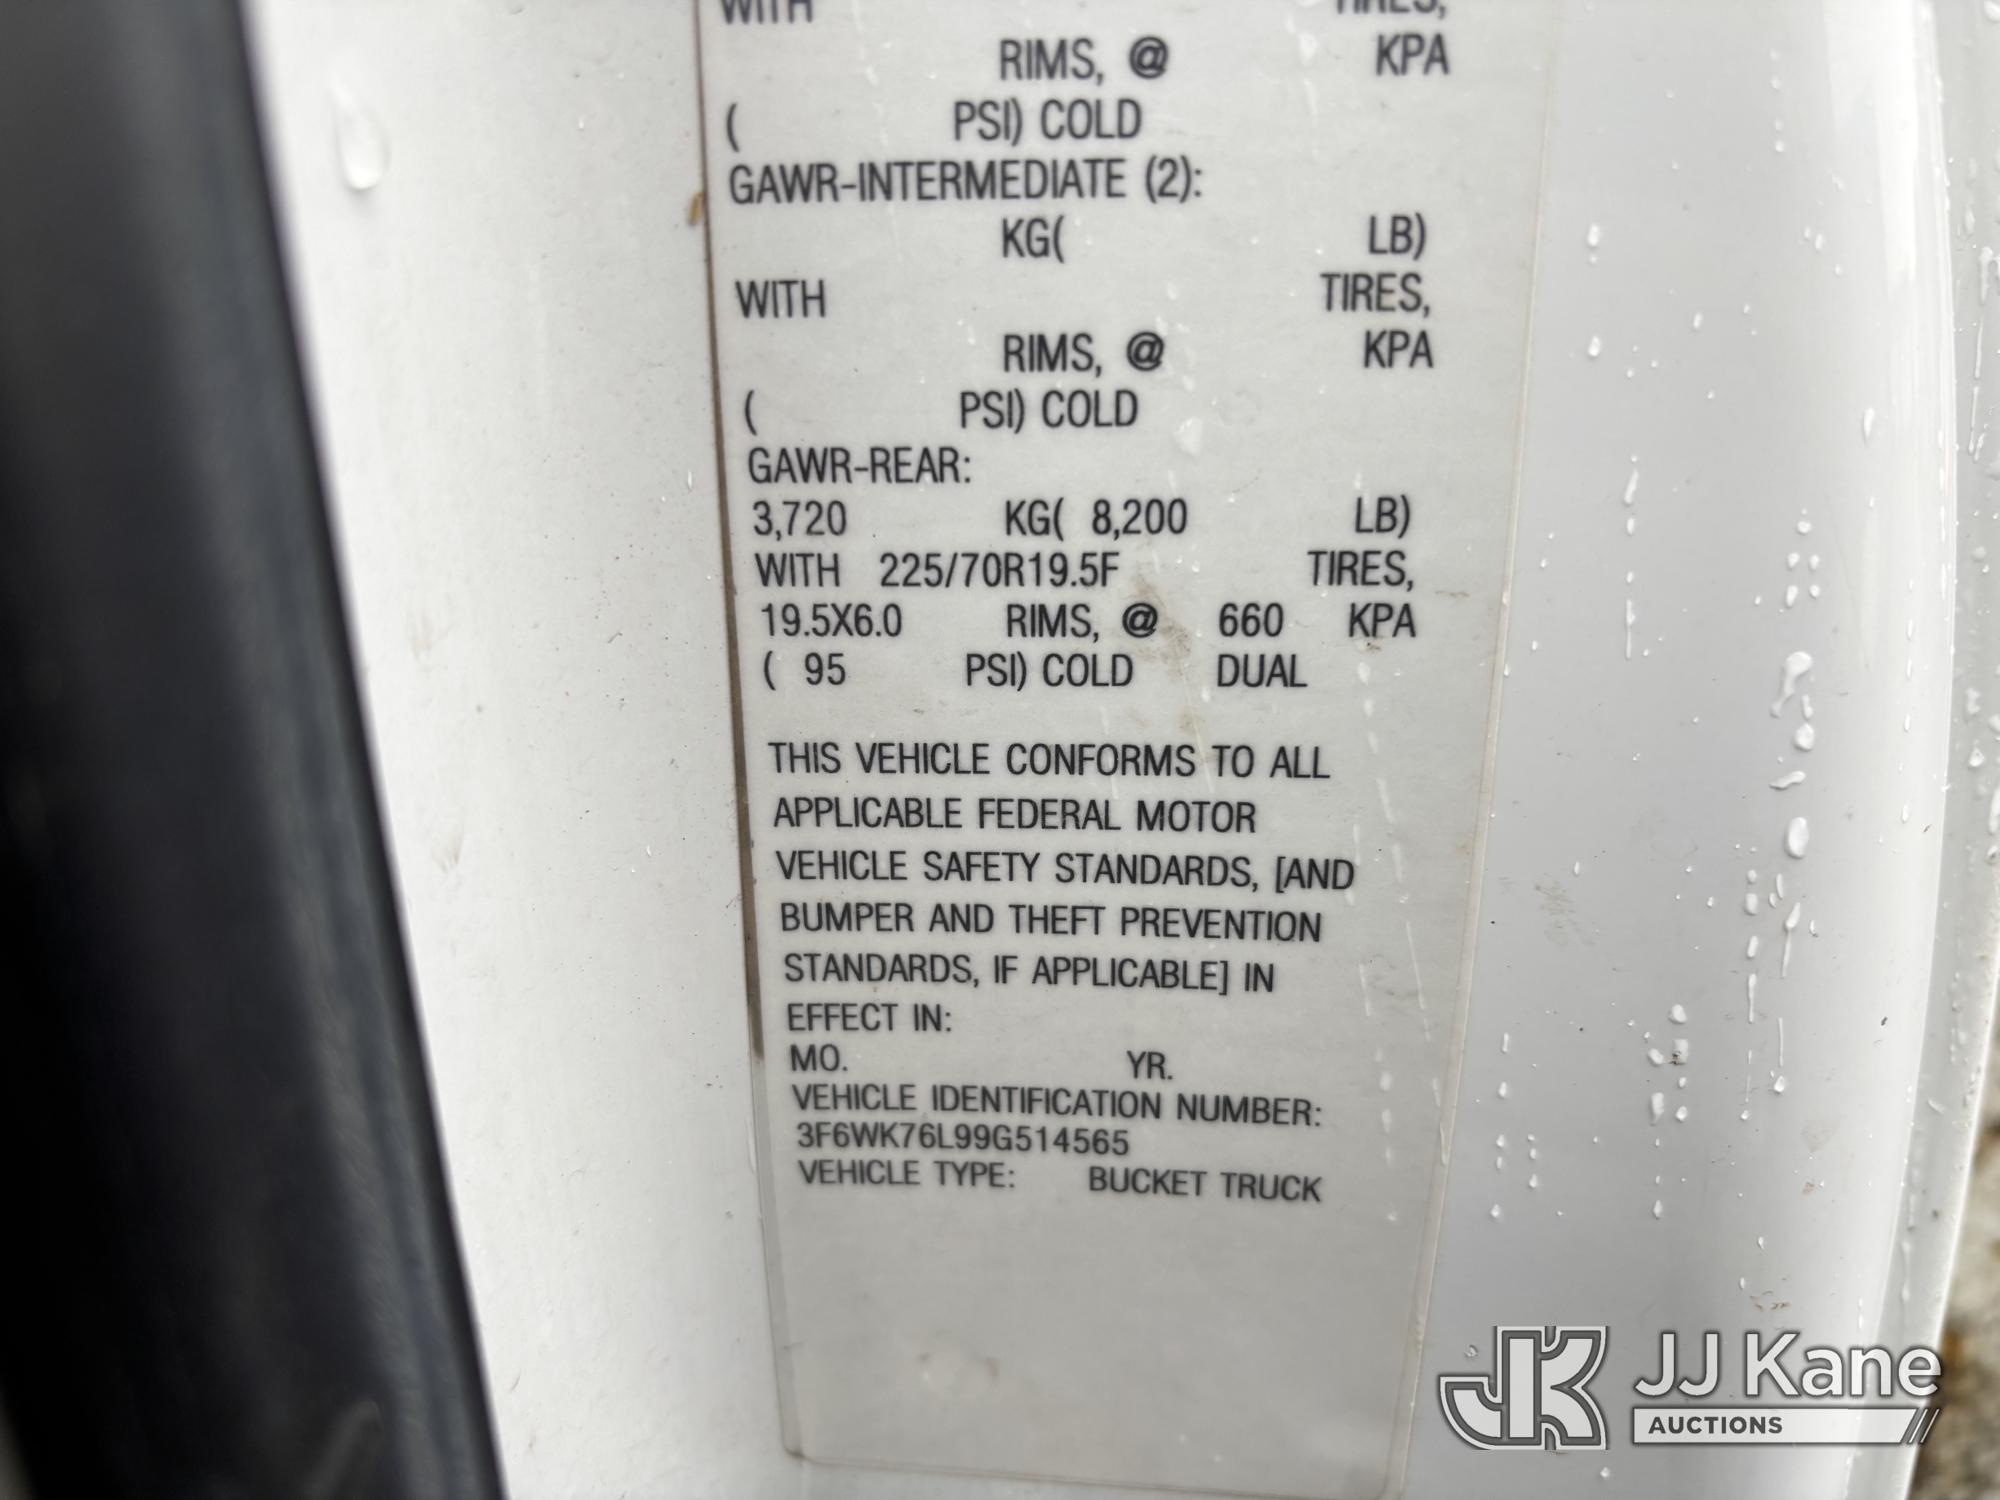 WITH TIRES,
RIMS, @ KPA
( PSI) COLD
GAWR-INTERMEDIATE (2):
KG( LB)
WITH TIRES,
RIMS, @ KPA
( PSI) COLD
GAWR-REAR:
3,720 KG( 8,200 LB)
WITH 225/70R19.5F TIRES,
19.5X6.0 RIMS, @ 660 KPA
( 95 PSI) COLD DUAL
THIS VEHICLE CONFORMS TO ALL
APPLICABLE FEDERAL MOTOR
VEHICLE SAFETY STANDARDS, [AND
BUMPER AND THEFT PREVENTION
STANDARDS, IF APPLICABLE] IN
EFFECT IN:
MO. YR.
VEHICLE IDENTIFICATION NUMBER:
3F6WK76L99G514565
VEHICLE TYPE: BUCKET TRUCK
JK JJ Kane
AUCTIONS